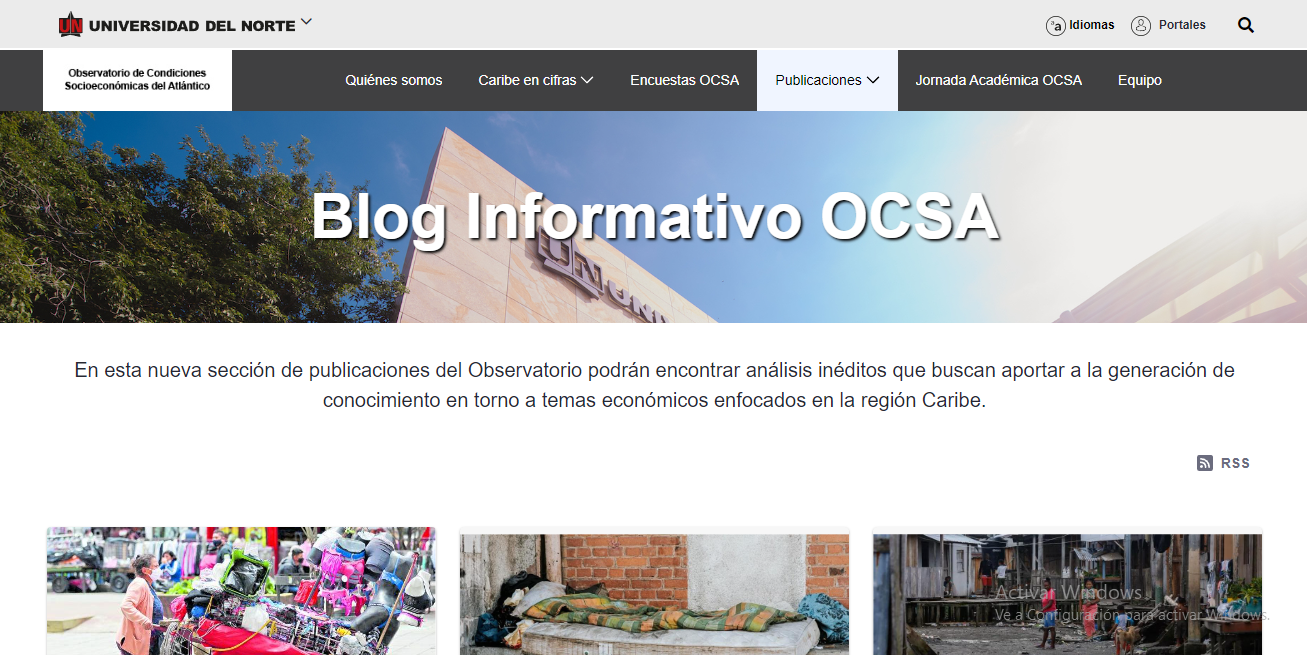 UN UNIVERSIDAD DEL NORTE
Idiomas
Portales
Observatorio de Condiciones
Socioeconómicas del Atlántico
Quiénes somos
Caribe en cifras
Encuestas OCSA
Publicaciones
Jornada Académica OCSA
Equipo
Blog Informativo OCSA
UN
En esta nueva sección de publicaciones del Observatorio podrán encontrar análisis inéditos que buscan aportar a la generación de
conocimiento en torno a temas económicos enfocados en la región Caribe.
RSS
Activar Windows
Ve a Configuración para activar Windows.